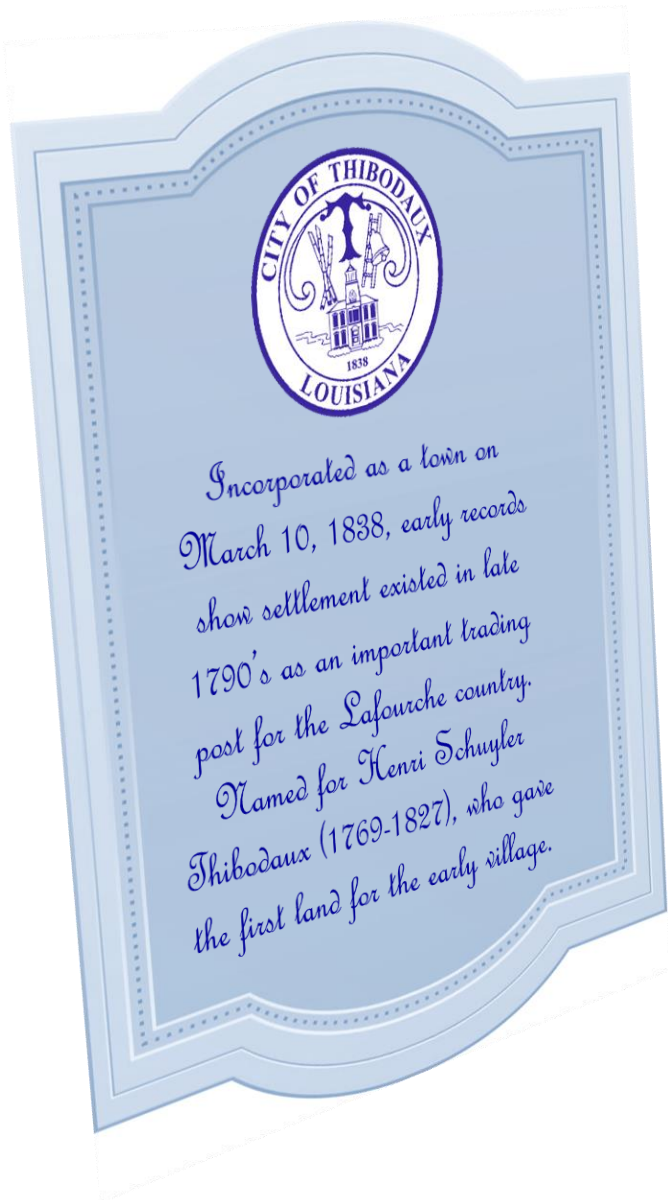 CITY OF THIBODAUX
T
1838
LOUISIANA
Incorporated as a town on
March 10, 1838, early records
show settlement existed in late
1790's as an important trading
post for the Lafourche country.
Named for Henri Schuyler
Thibodaux (1769-1827), who gave
the first land for the early village.